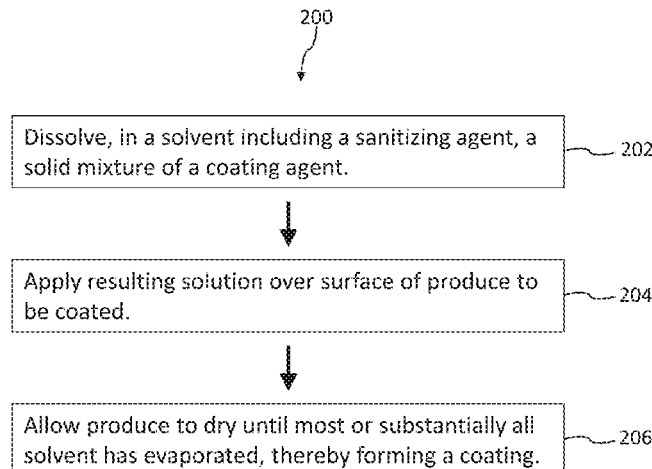 200
Dissolve, in a solvent including a sanitizing agent, a
solid mixture of a coating agent.
202
Apply resulting solution over surface of produce to
be coated.
204
Allow produce to dry until most or substantially all
solvent has evaporated, thereby forming a coating.
206